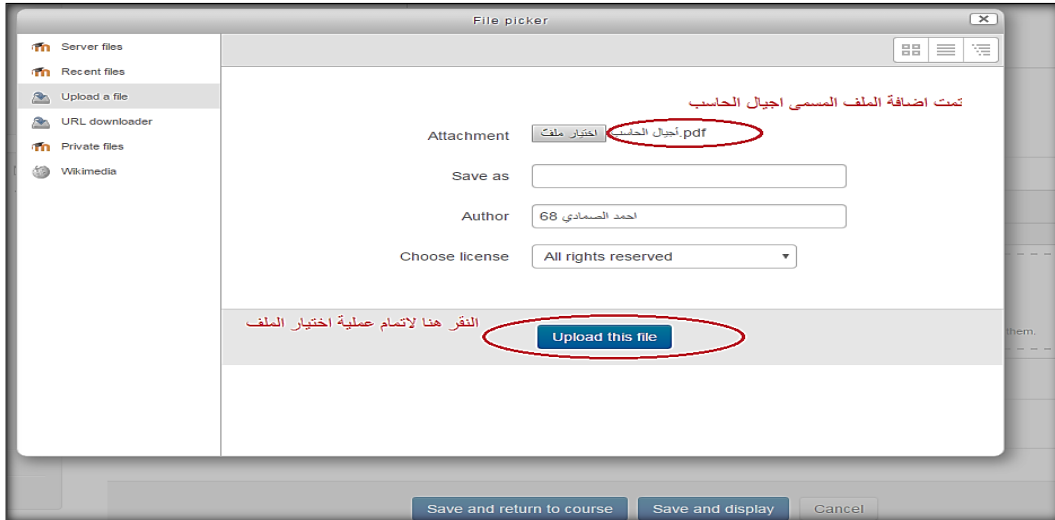 File picker
Server files
Recent files
Upload a file
URL downloader
Private files
Wikimedia
تمت اضافة الملف المسمى اجيال الحاسب
Attachment اختيار ملفت أجيال الحاسب.pdf
Save as
Author احمد الصمادي 68
Choose license All rights reserved
النقر هنا لاتمام عملية اختيار الملف
Upload this file
them.
Save and return to course Save and display Cancel